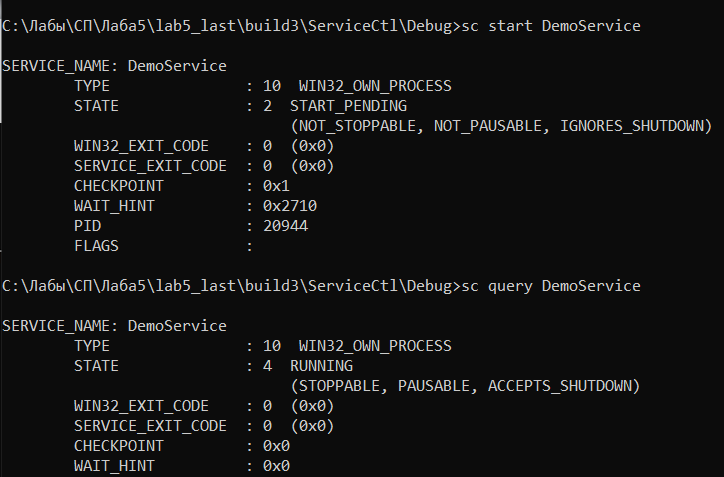 C:\Лабы\СП\Лаба5\lab5_last\build3\ServiceCtl\Debug>sc start DemoService
SERVICE_NAME: DemoService
TYPE : 10 WIN32_OWN_PROCESS
STATE : 2 START_PENDING
(NOT_STOPPABLE, NOT_PAUSABLE, IGNORES_SHUTDOWN)
WIN32_EXIT_CODE : 0 (0x0)
SERVICE_EXIT_CODE : 0 (0x0)
CHECKPOINT : 0x1
WAIT_HINT : 0x2710
PID : 20944
FLAGS :
C:\Лабы\СП\Лаба5\lab5_last\build3\ServiceCtl\Debug>sc query DemoService
SERVICE_NAME: DemoService
TYPE : 10 WIN32_OWN_PROCESS
STATE : 4 RUNNING
(STOPPABLE, PAUSABLE, ACCEPTS_SHUTDOWN)
WIN32_EXIT_CODE : 0 (0x0)
SERVICE_EXIT_CODE : 0 (0x0)
CHECKPOINT : 0x0
WAIT_HINT : 0x0